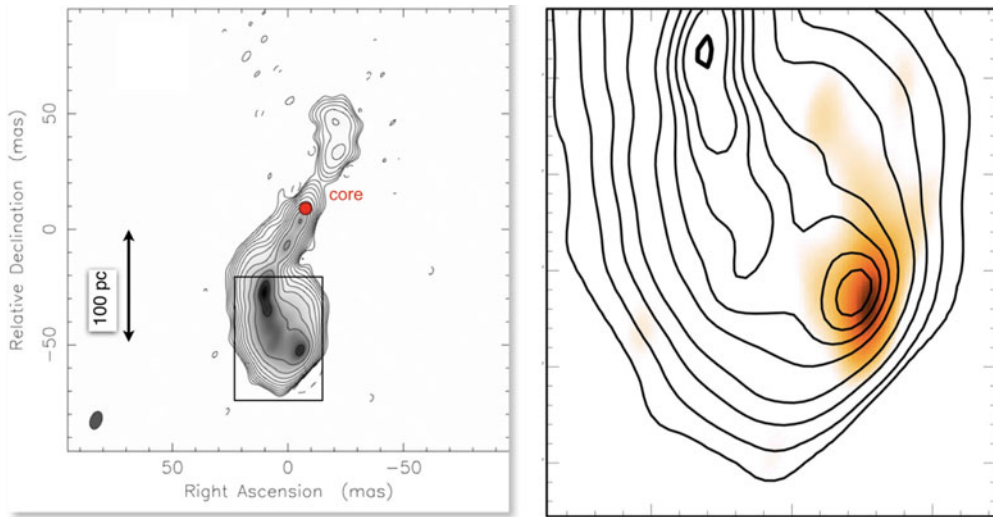 50
0
−50
Relative Declination (mas)
100 pc
core
50
0
−50
Right Ascension (mas)